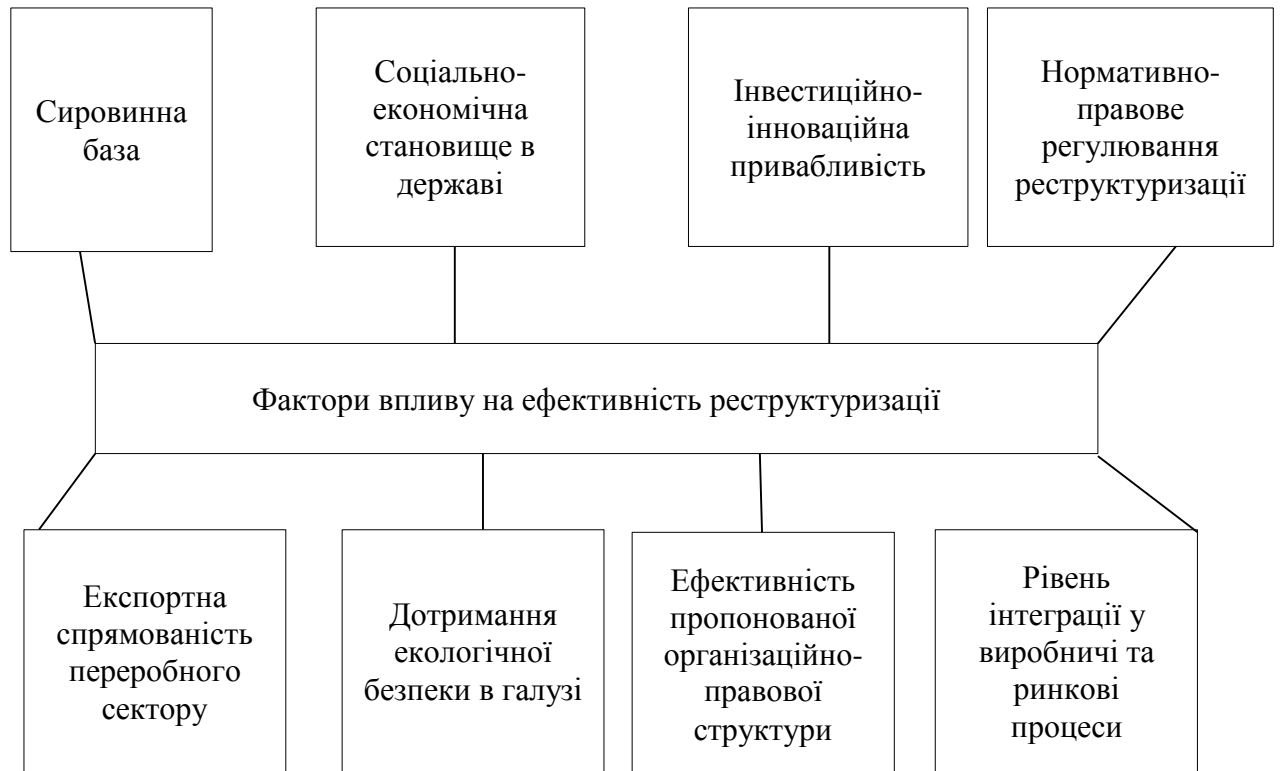 Сировинна
база
Соціально-
економічна
становище в
державі
Інвестиційно-
інноваційна
привабливість
Нормативно-
правове
регулювання
реструктуризації
Фактори впливу на ефективність реструктуризації
Експортна
спрямованість
переробного
сектору
Дотримання
екологічної
безпеки в галузі
Ефективність
пропонованої
організаційно-
правової
структури
Рівень
інтеграції у
виробничі та
ринкові
процеси